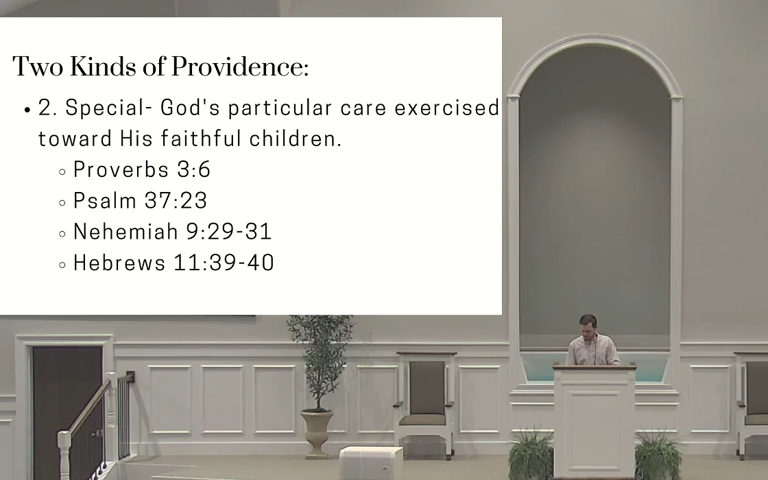 Two Kinds of Providence:
• 2. Special- God's particular care exercised
toward His faithful children.
◦ Proverbs 3:6
◦ Psalm 37:23
◦ Nehemiah 9:29-31
◦ Hebrews 11:39-40